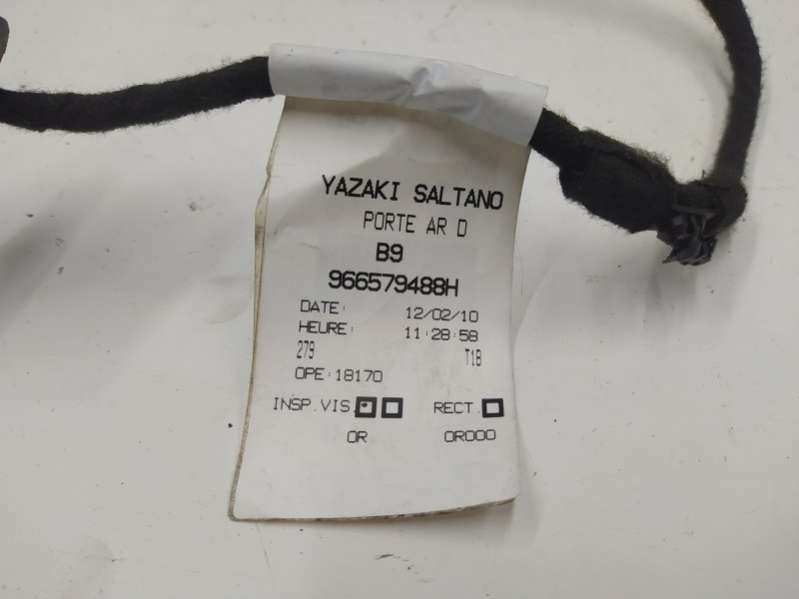 YAZAKI SALTANO
PORTE AR D
B9
966579488H
DATE: 12/02/10
HEURE: 11:28:58
279 T1B
OPE:18170
INSP.VIS. RECT.
OR OR000